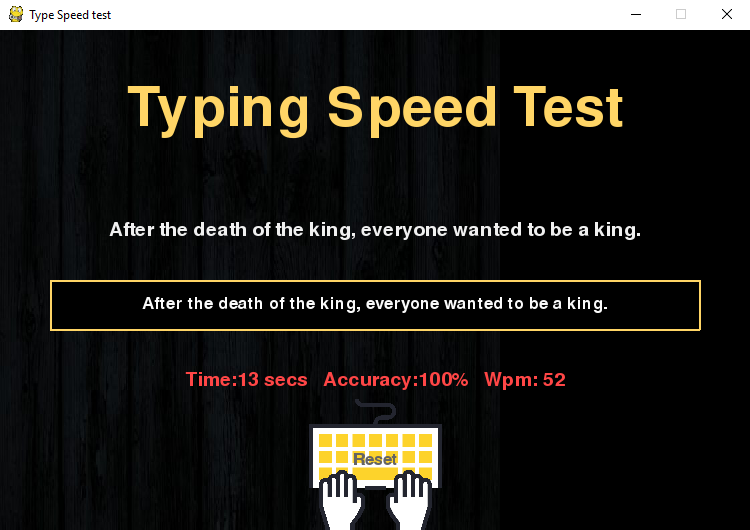 Type Speed test
Typing Speed Test
After the death of the king, everyone wanted to be a king.
After the death of the king, everyone wanted to be a king.
Time:13 secs Accuracy:100% Wpm: 52
Reset